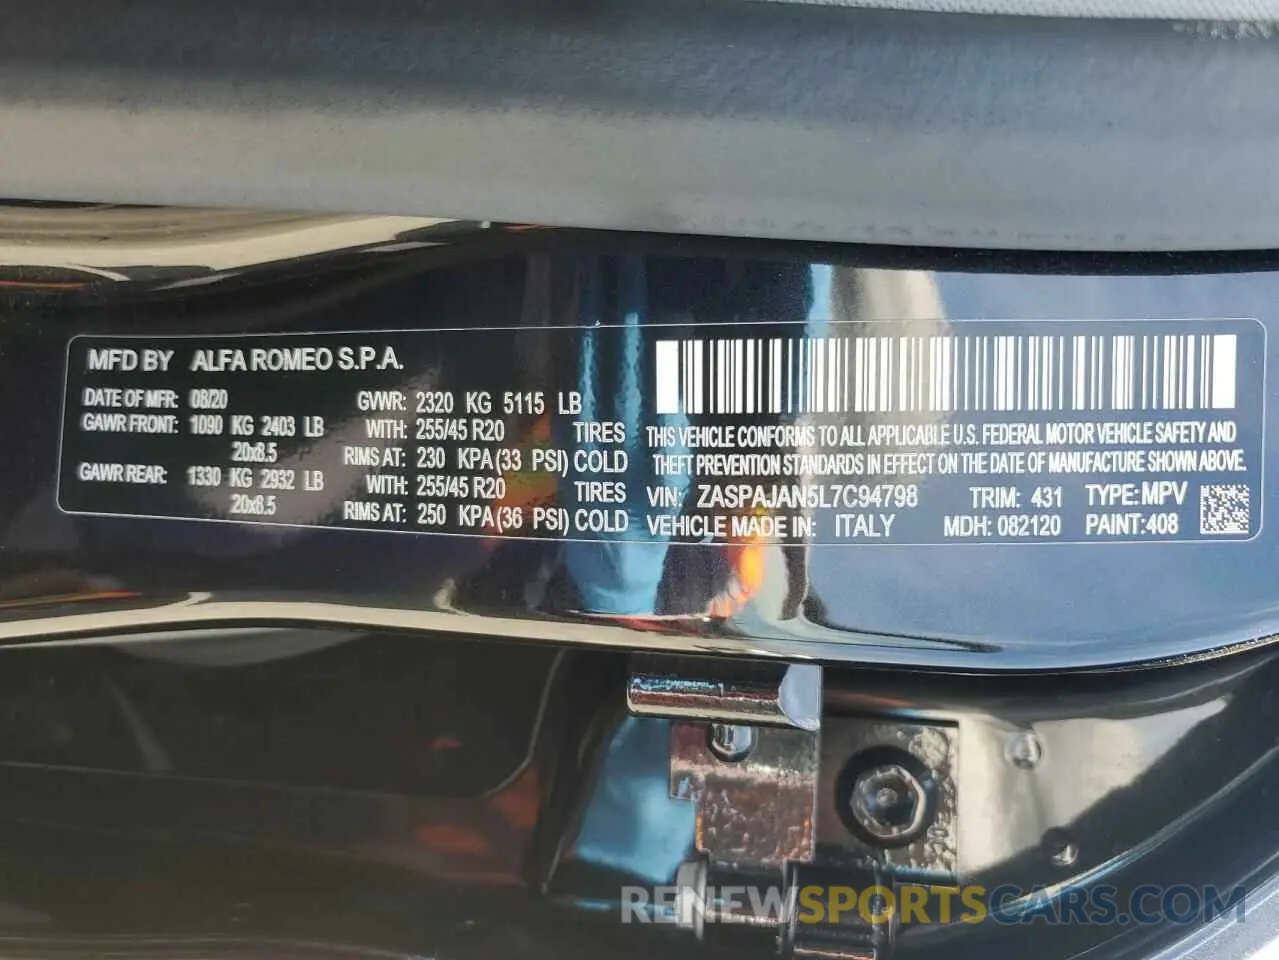 MFD BY ALFA ROMEO S.P.A.
DATE OF MFR: 08/20 GVWR: 2320 KG 5115 LB
GAWR FRONT: 1090 KG 2403 LB WITH: 255/45 R20 TIRES
20x8.5 RIMS AT: 230 KPA (33 PSI) COLD
GAWR REAR: 1330 KG 2932 LB WITH: 255/45 R20 TIRES
20x8.5 RIMS AT: 250 KPA (36 PSI) COLD
THIS VEHICLE CONFORMS TO ALL APPLICABLE U.S. FEDERAL MOTOR VEHICLE SAFETY AND
THEFT PREVENTION STANDARDS IN EFFECT ON THE DATE OF MANUFACTURE SHOWN ABOVE.
VIN: ZASPAJAN5L7C94798 TRIM: 431 TYPE: MPV
VEHICLE MADE IN: ITALY MDH: 082120 PAINT: 408
RENEWSPORTSCARS.COM